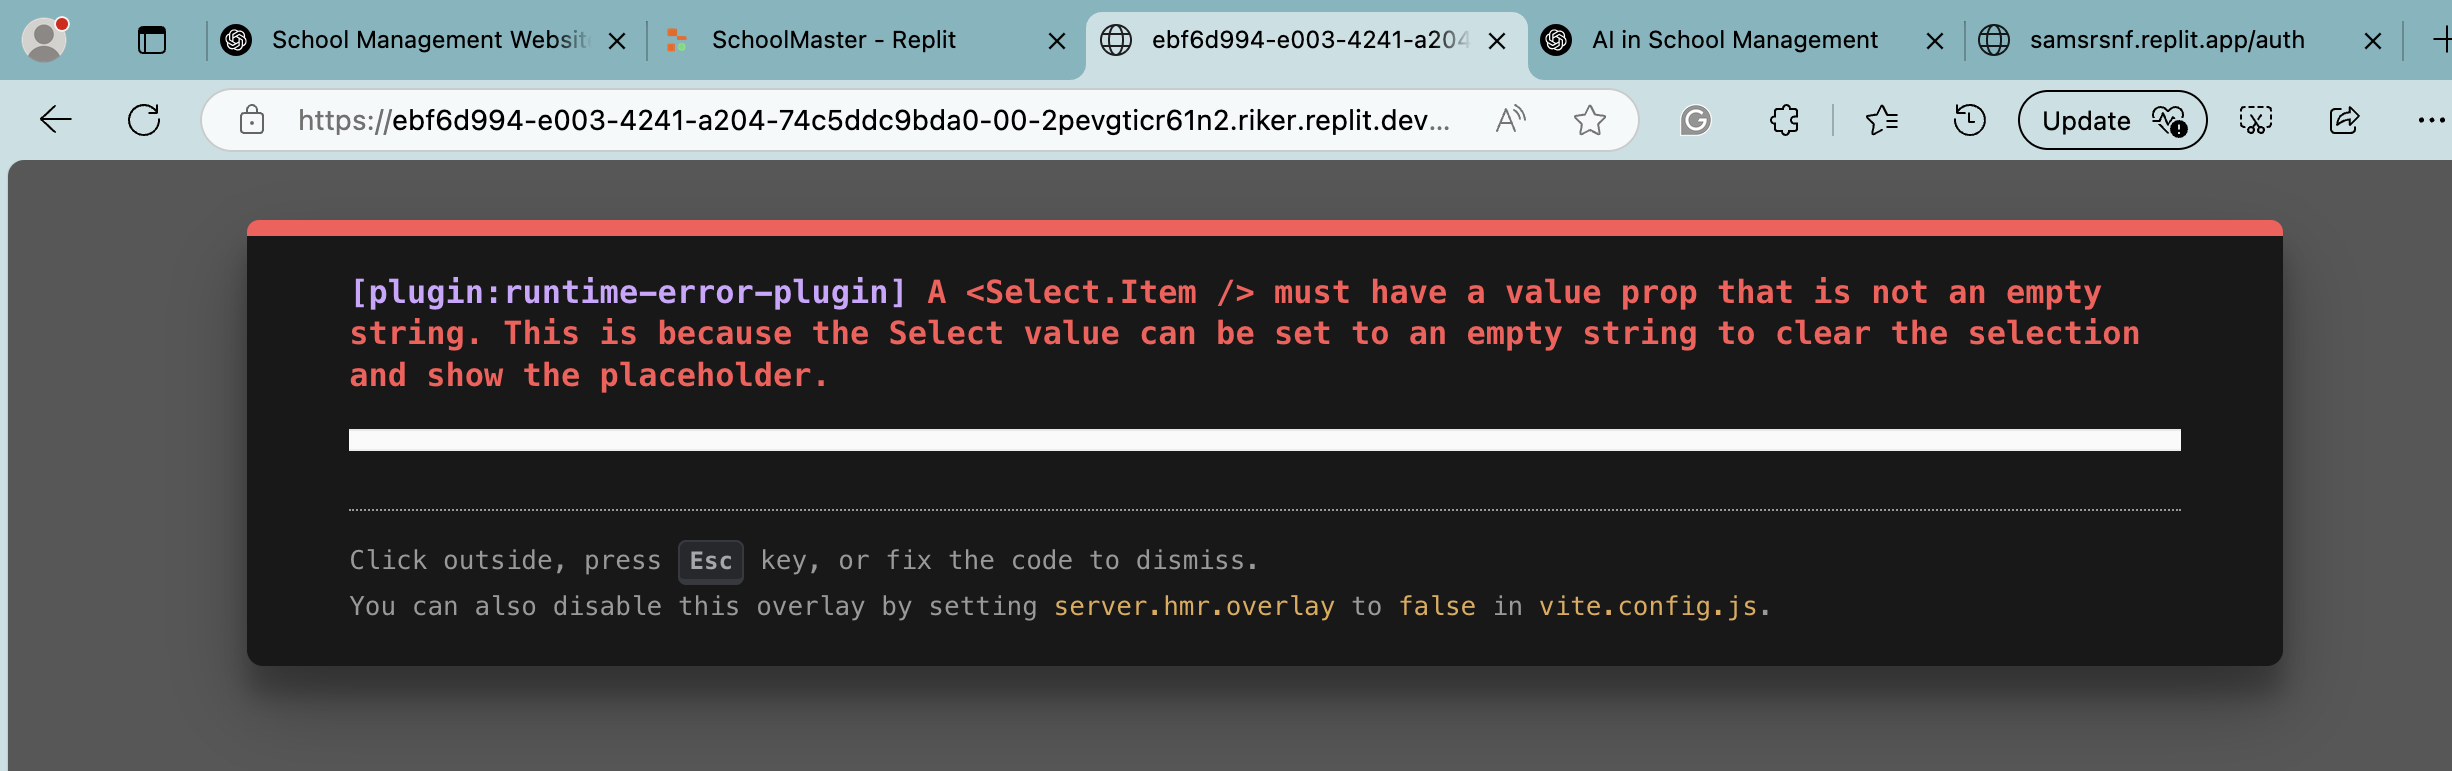 School Management Websit
SchoolMaster - Replit
ebf6d994-e003-4241-a204
AI in School Management
samsrsnf.replit.app/auth
https://ebf6d994-e003-4241-a204-74c5ddc9bda0-00-2pevgticr61n2.riker.replit.dev...
Update
[plugin:runtime-error-plugin] A <Select.Item /> must have a value prop that is not an empty
string. This is because the Select value can be set to an empty string to clear the selection
and show the placeholder.
Click outside, press Esc key, or fix the code to dismiss.
You can also disable this overlay by setting server.hmr.overlay to false in vite.config.js.